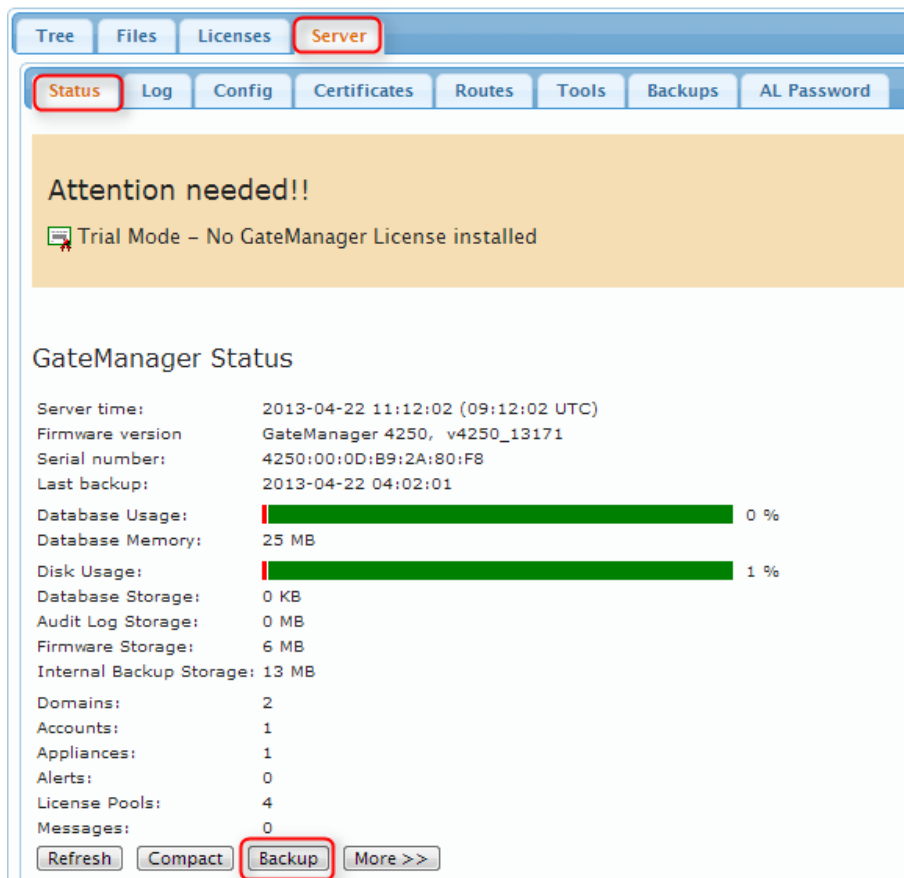 Tree Files Licenses Server
Status Log Config Certificates Routes Tools Backups AL Password
Attention needed!!
Trial Mode – No GateManager License installed
GateManager Status
Server time: 2013-04-22 11:12:02 (09:12:02 UTC)
Firmware version GateManager 4250, v4250_13171
Serial number: 4250:00:0D:B9:2A:80:F8
Last backup: 2013-04-22 04:02:01
Database Usage: 0 %
Database Memory: 25 MB
Disk Usage: 1 %
Database Storage: 0 KB
Audit Log Storage: 0 MB
Firmware Storage: 6 MB
Internal Backup Storage: 13 MB
Domains: 2
Accounts: 1
Appliances: 1
Alerts: 0
License Pools: 4
Messages: 0
Refresh Compact Backup More >>